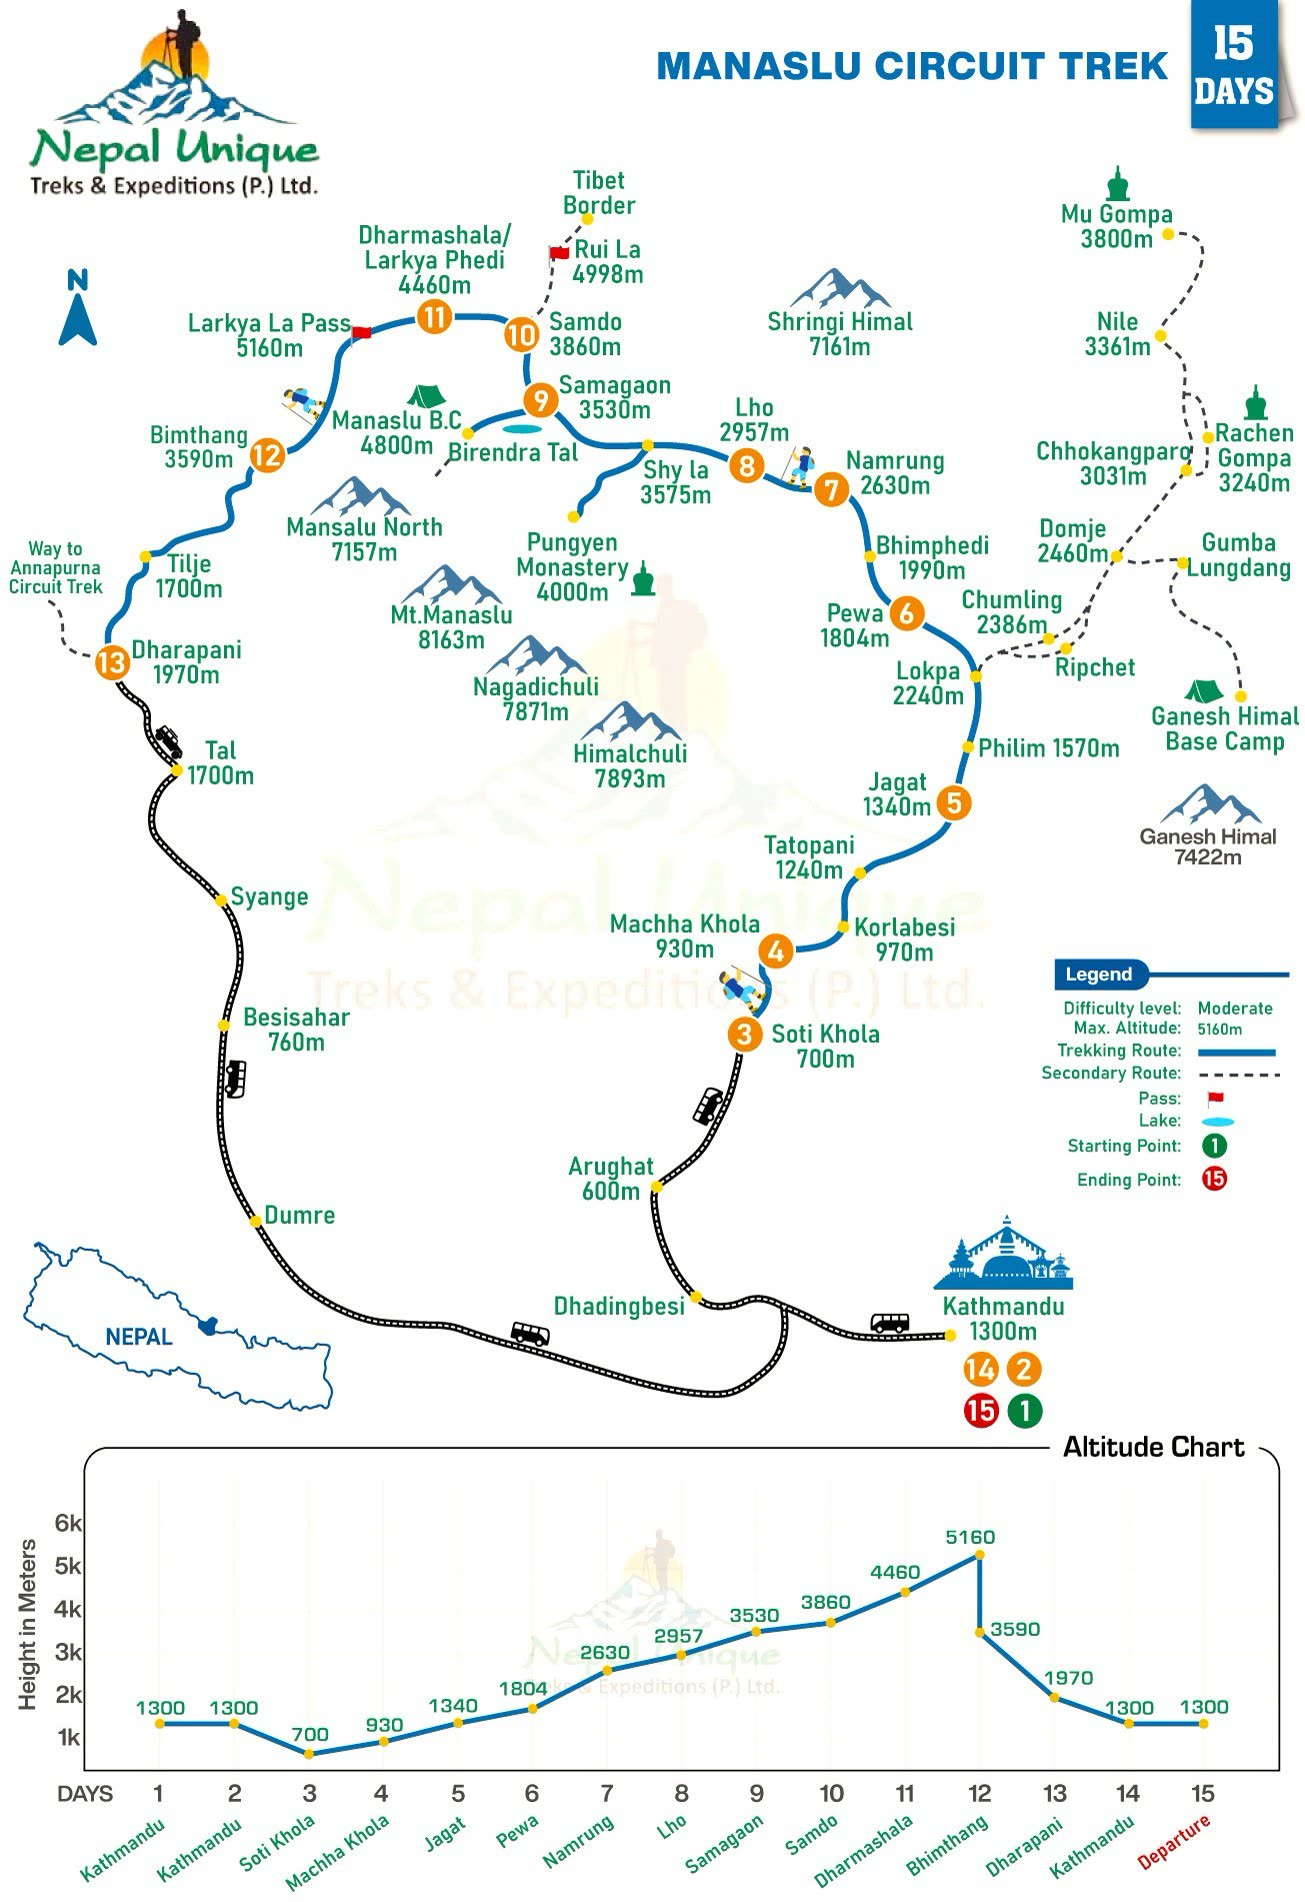 Nepal Unique
Treks & Expeditions (P.) Ltd.
MANASLU CIRCUIT TREK
15
DAYS
N
Tibet
Border
Rui La
4998m
Dharmashala/
Larkya Phedi
4460m
11
10
Samdo
3860m
Larkya La Pass
5160m
9
Samagaon
3530m
Manaslu B.C
4800m
Birendra Tal
Bimthang
3590m
12
Shringi Himal
7161m
Mu Gompa
3800m
Nile
3361m
Rachen
Gompa
3240m
Chhokangparo
3031m
Lho
2957m
8
7
Namrung
2630m
Shy la
3575m
Mansalu North
7157m
Pungyen
Monastery
4000m
Bhimphedi
1990m
Domje
2460m
Gumba
Lungdang
Way to
Annapurna
Circuit Trek
Tilje
1700m
Mt.Manaslu
8163m
Pewa
1804m
6
Chumling
2386m
Ripchet
13
Dharapani
1970m
Nagadichuli
7871m
Lokpa
2240m
Ganesh Himal
Base Camp
Himalchuli
7893m
Philim 1570m
Tal
1700m
Jagat
1340m
5
Ganesh Himal
7422m
Tatopani
1240m
Syange
Nepal Unique
Treks & Expeditions (P.) Ltd.
Machha Khola
930m
4
Korlabesi
970m
Besisahar
760m
3
Soti Khola
700m
Legend
Difficulty level: Moderate
Max. Altitude: 5160m
Trekking Route:
Secondary Route:
Pass:
Lake:
Starting Point: 1
Ending Point: 15
Arughat
600m
Dumre
Dhadingbesi
Kathmandu
1300m
14 2
15 1
NEPAL
Altitude Chart
Height in Meters
6k
5k
4k
3k
2k
1k
1300
1300
700
930
1340
1804
2630
2957
3530
3860
4460
5160
3590
1970
1300
1300
Nepal Unique
Treks & Expeditions (P.) Ltd.
DAYS 1 2 3 4 5 6 7 8 9 10 11 12 13 14 15
Kathmandu
Kathmandu
Soti Khola
Machha Khola
Jagat
Pewa
Namrung
Lho
Samagaon
Samdo
Dharmashala
Bhimthang
Dharapani
Kathmandu
Departure